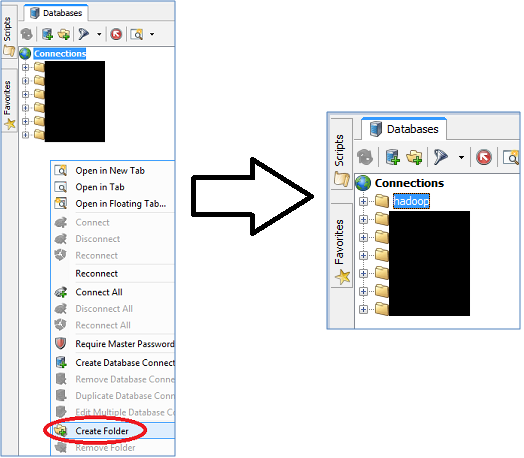 Databases
Scripts
Favorites
Connections
Open in New Tab
Open in Tab
Open in Floating Tab...
Connect
Disconnect
Reconnect
Reconnect
Connect All
Disconnect All
Reconnect All
Require Master Password
Create Database Connect
Remove Database Conne
Duplicate Database Conn
Edit Multiple Database Co
Create Folder
Remove Folder
Databases
Scripts
Favorites
Connections
hadoop